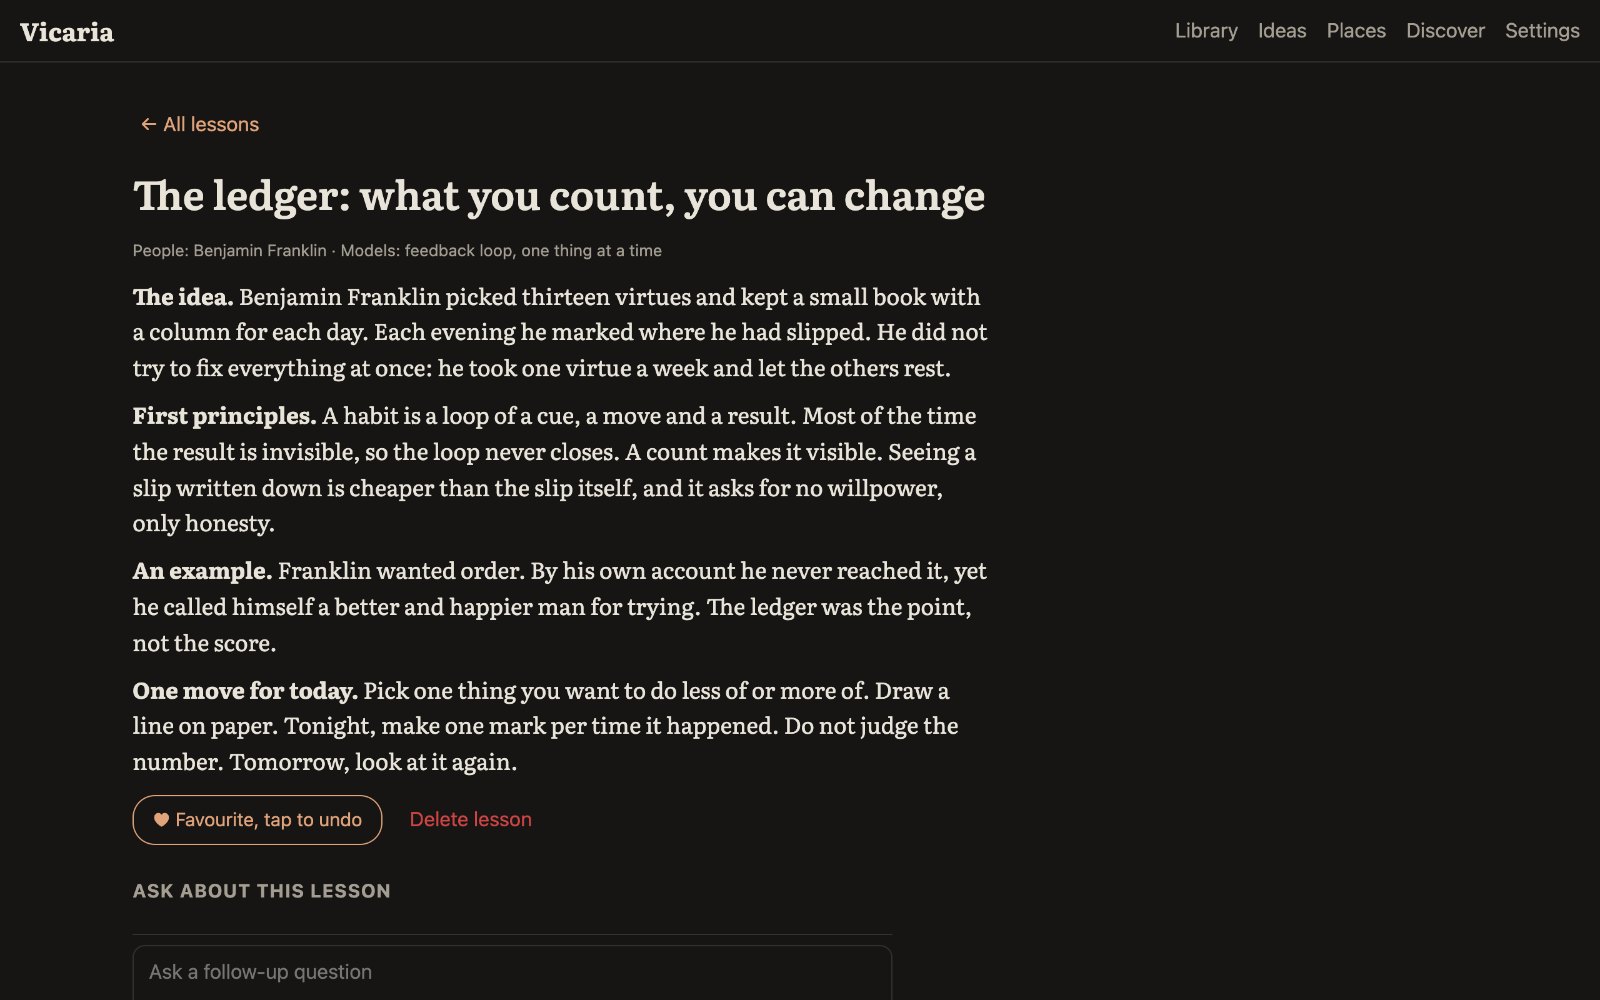 Vicaria
Library Ideas Places Discover Settings
← All lessons
The ledger: what you count, you can change
People: Benjamin Franklin · Models: feedback loop, one thing at a time
The idea. Benjamin Franklin picked thirteen virtues and kept a small book with
a column for each day. Each evening he marked where he had slipped. He did not
try to fix everything at once: he took one virtue a week and let the others rest.
First principles. A habit is a loop of a cue, a move and a result. Most of the time
the result is invisible, so the loop never closes. A count makes it visible. Seeing a
slip written down is cheaper than the slip itself, and it asks for no willpower,
only honesty.
An example. Franklin wanted order. By his own account he never reached it, yet
he called himself a better and happier man for trying. The ledger was the point,
not the score.
One move for today. Pick one thing you want to do less of or more of. Draw a
line on paper. Tonight, make one mark per time it happened. Do not judge the
number. Tomorrow, look at it again.
♥ Favourite, tap to undo Delete lesson
ASK ABOUT THIS LESSON
Ask a follow-up question